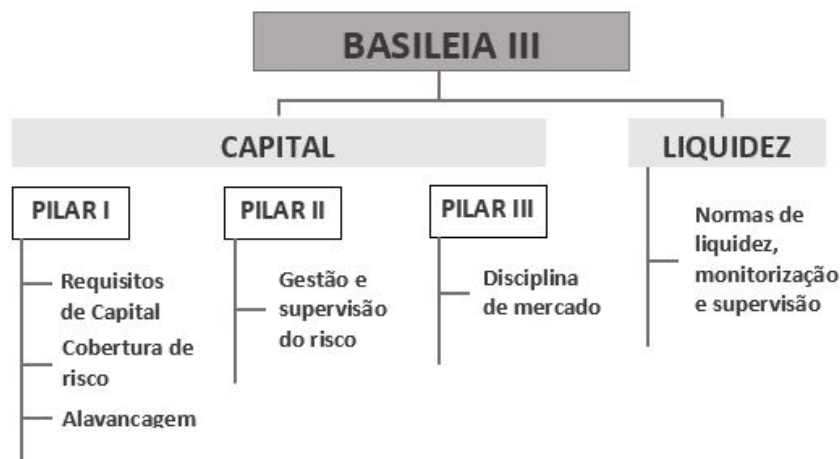 BASILEIA III
CAPITAL
LIQUIDEZ
PILAR I
Requisitos
de Capital
Cobertura de
risco
Alavancagem
PILAR II
Gestão e
supervisão
do risco
PILAR III
Disciplina
de mercado
Normas de
liquidez,
monitorização
e supervisão